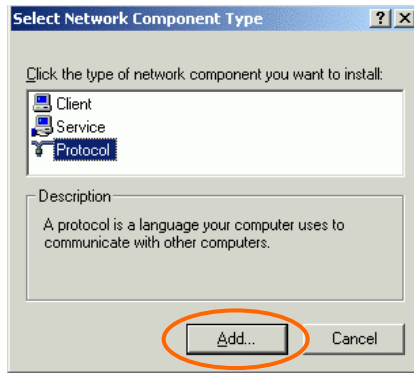 Select Network Component Type
Click the type of network component you want to install:
Client
Service
Protocol
Description
A protocol is a language your computer uses to
communicate with other computers.
Add...
Cancel